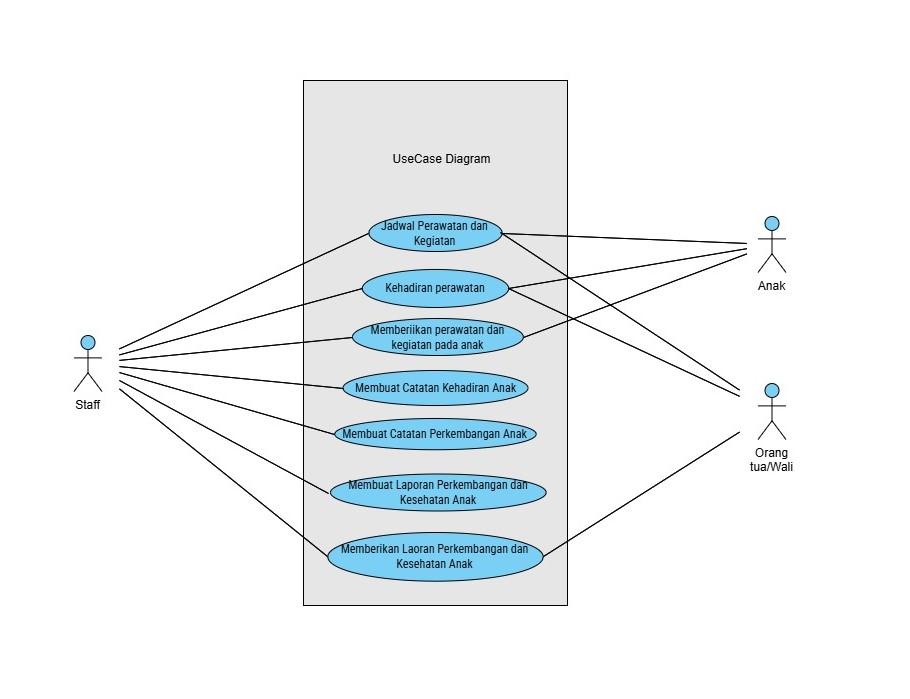 UseCase Diagram
Jadwal Perawatan dan
Kegiatan
Kehadiran perawatan
Memberiikan perawatan dan
kegiatan pada anak
Membuat Catatan Kehadiran Anak
Membuat Catatan Perkembangan Anak
Membuat Laporan Perkembangan dan
Kesehatan Anak
Memberikan Laoran Perkembangan dan
Kesehatan Anak
Staff
Anak
Orang
tua/Wali